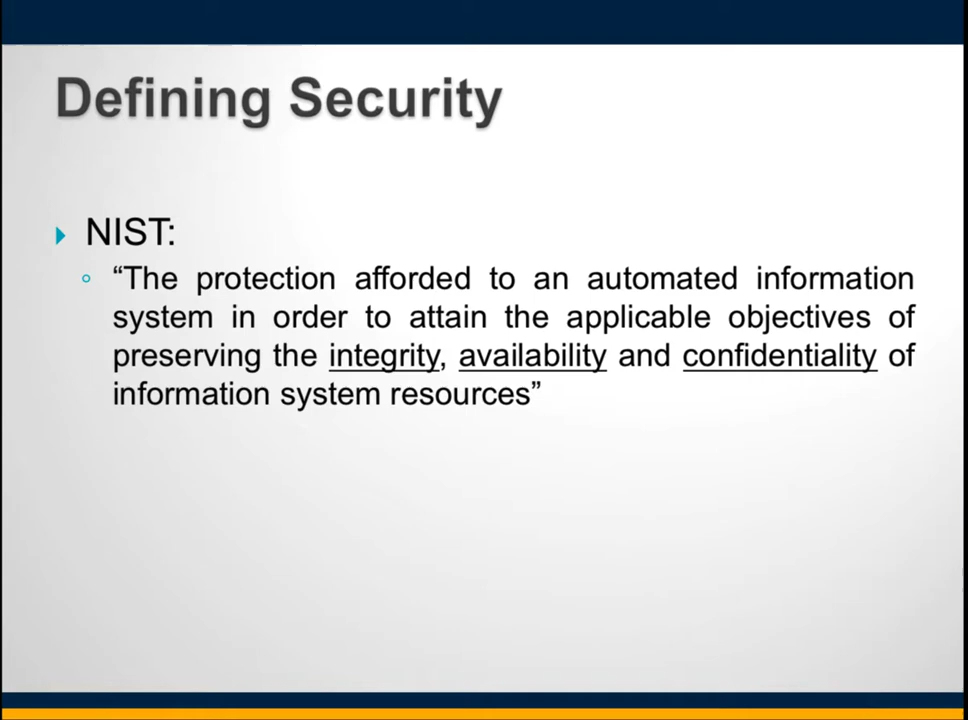 Defining Security
NIST:
“The protection afforded to an automated information
system in order to attain the applicable objectives of
preserving the integrity, availability and confidentiality of
information system resources”